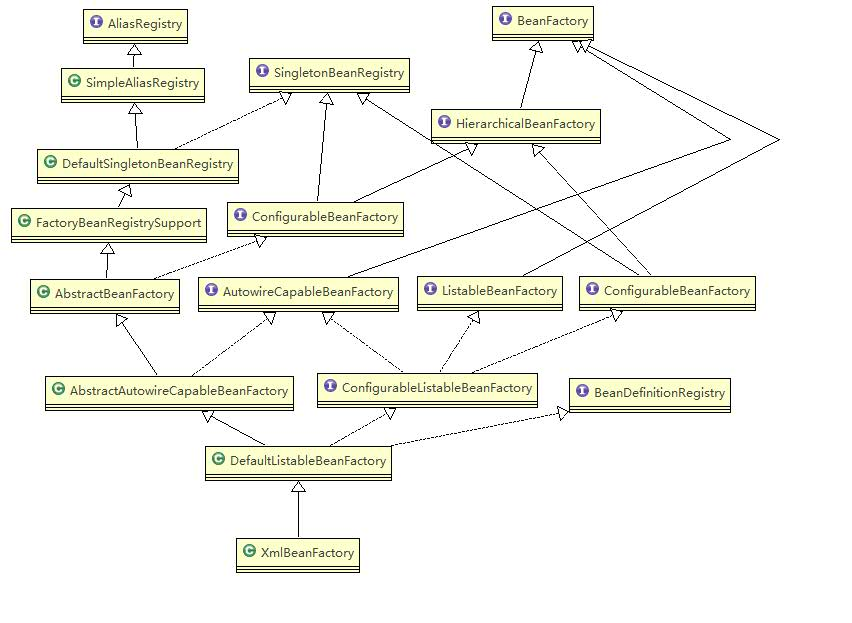 I AliasRegistry
I BeanFactory
C SimpleAliasRegistry
I SingletonBeanRegistry
I HierarchicalBeanFactory
C DefaultSingletonBeanRegistry
C FactoryBeanRegistrySupport
I ConfigurableBeanFactory
C AbstractBeanFactory
I AutowireCapableBeanFactory
I ListableBeanFactory
I ConfigurableBeanFactory
C AbstractAutowireCapableBeanFactory
I ConfigurableListableBeanFactory
I BeanDefinitionRegistry
C DefaultListableBeanFactory
C XmlBeanFactory